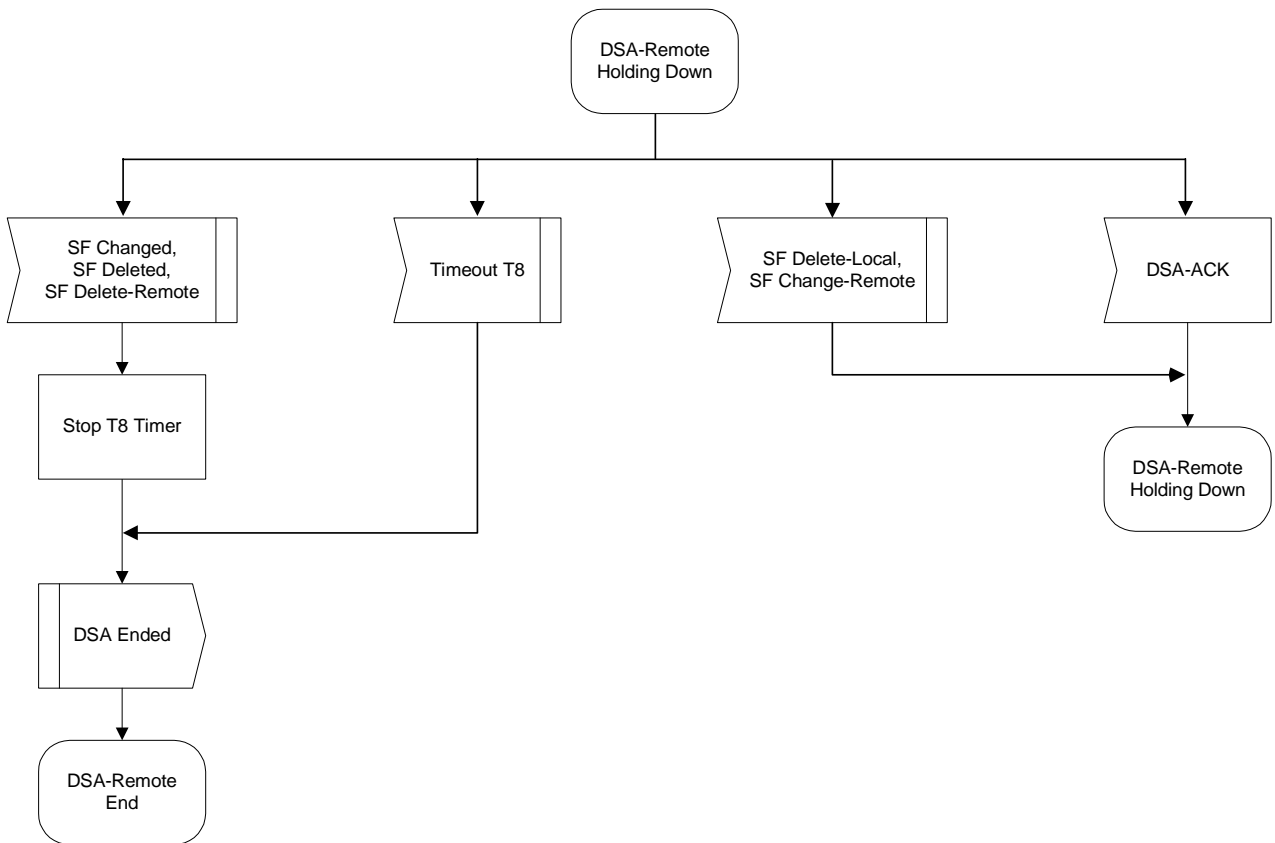 DSA-Remote
Holding Down
SF Changed,
SF Deleted,
SF Delete-Remote
Timeout T8
SF Delete-Local,
SF Change-Remote
DSA-ACK
Stop T8 Timer
DSA-Remote
Holding Down
DSA Ended
DSA-Remote
End